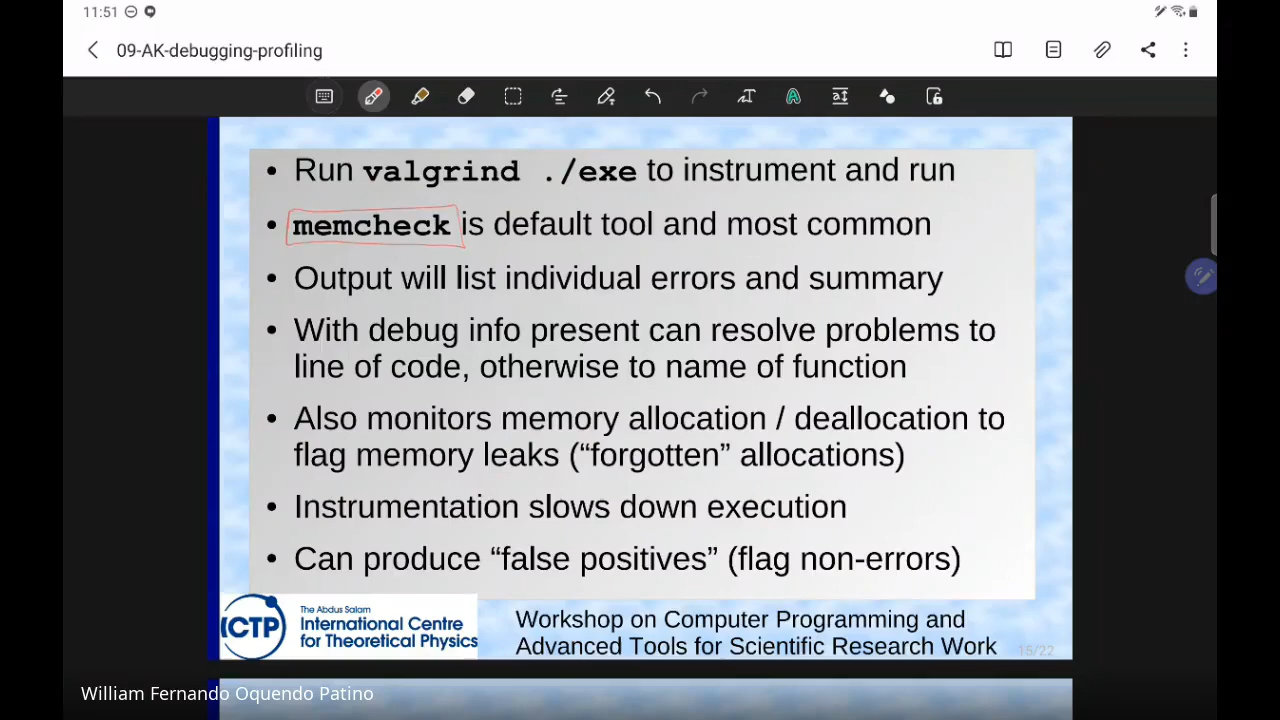 11:51
09-AK-debugging-profiling
• Run valgrind ./exe to instrument and run
• memcheck is default tool and most common
• Output will list individual errors and summary
• With debug info present can resolve problems to
line of code, otherwise to name of function
• Also monitors memory allocation / deallocation to
flag memory leaks (“forgotten” allocations)
• Instrumentation slows down execution
• Can produce “false positives” (flag non-errors)
ICTP
The Abdus Salam
International Centre
for Theoretical Physics
Workshop on Computer Programming and
Advanced Tools for Scientific Research Work
15/22
William Fernando Oquendo Patino